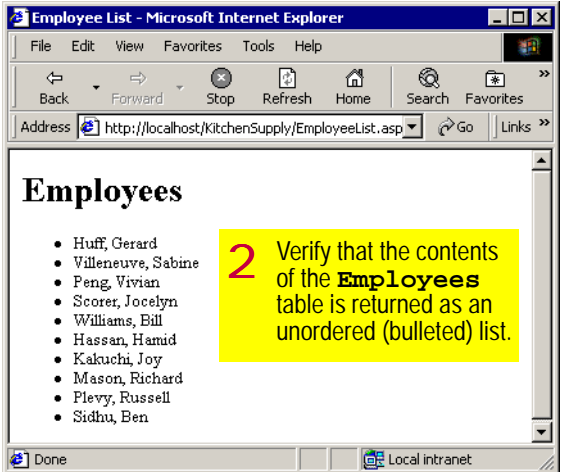 Employee List - Microsoft Internet Explorer
File Edit View Favorites Tools Help
Back Forward Stop Refresh Home Search Favorites »
Address http://localhost/KitchenSupply/EmployeeList.asp Go Links »
Employees
• Huff, Gerard
• Villeneuve, Sabine
• Peng, Vivian
• Scorer, Jocelyn
• Williams, Bill
• Hassan, Hamid
• Kakuchi, Joy
• Mason, Richard
• Plevy, Russell
• Sidhu, Ben
2 Verify that the contents
of the Employees
table is returned as an
unordered (bulleted) list.
Done Local intranet